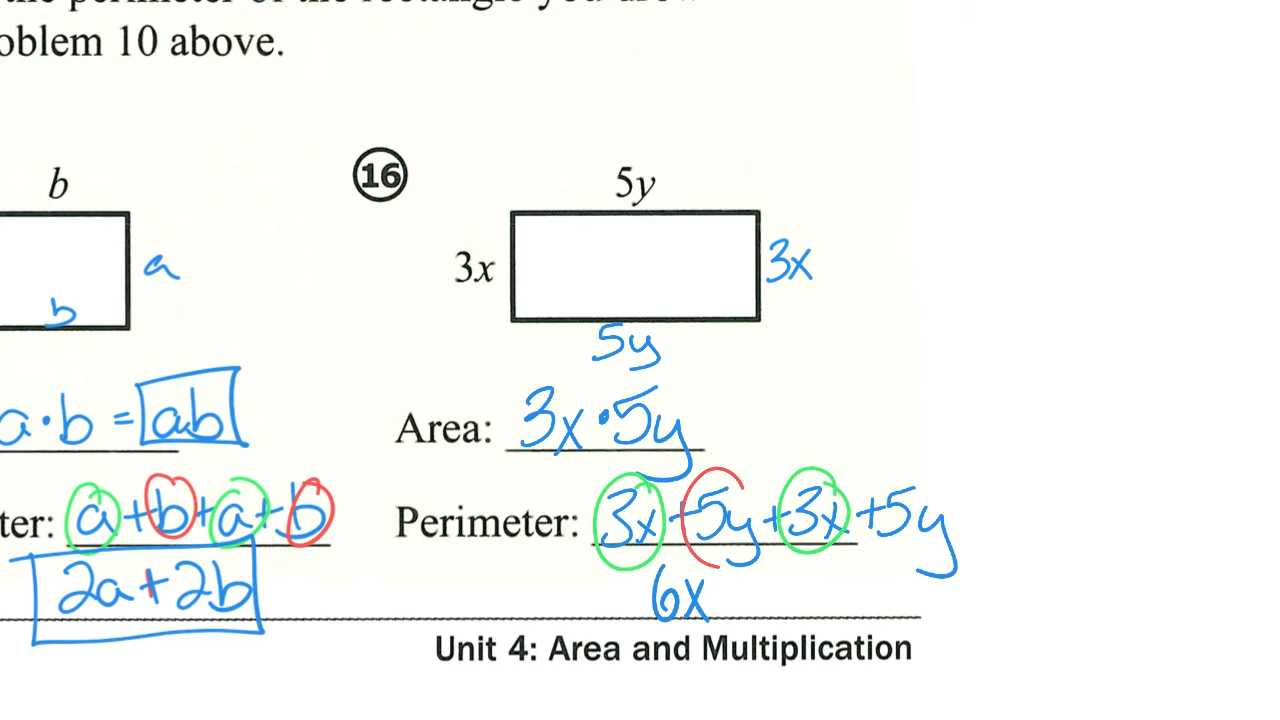 the perimeter of the rectangle you drew
oblem 10 above.
b
a
b
a·b = ab
ter: a+b+a+b
2a+2b
16
5y
3x
3x
5y
Area: 3x·5y
Perimeter: 3x+5y+3x+5y
6x
Unit 4: Area and Multiplication